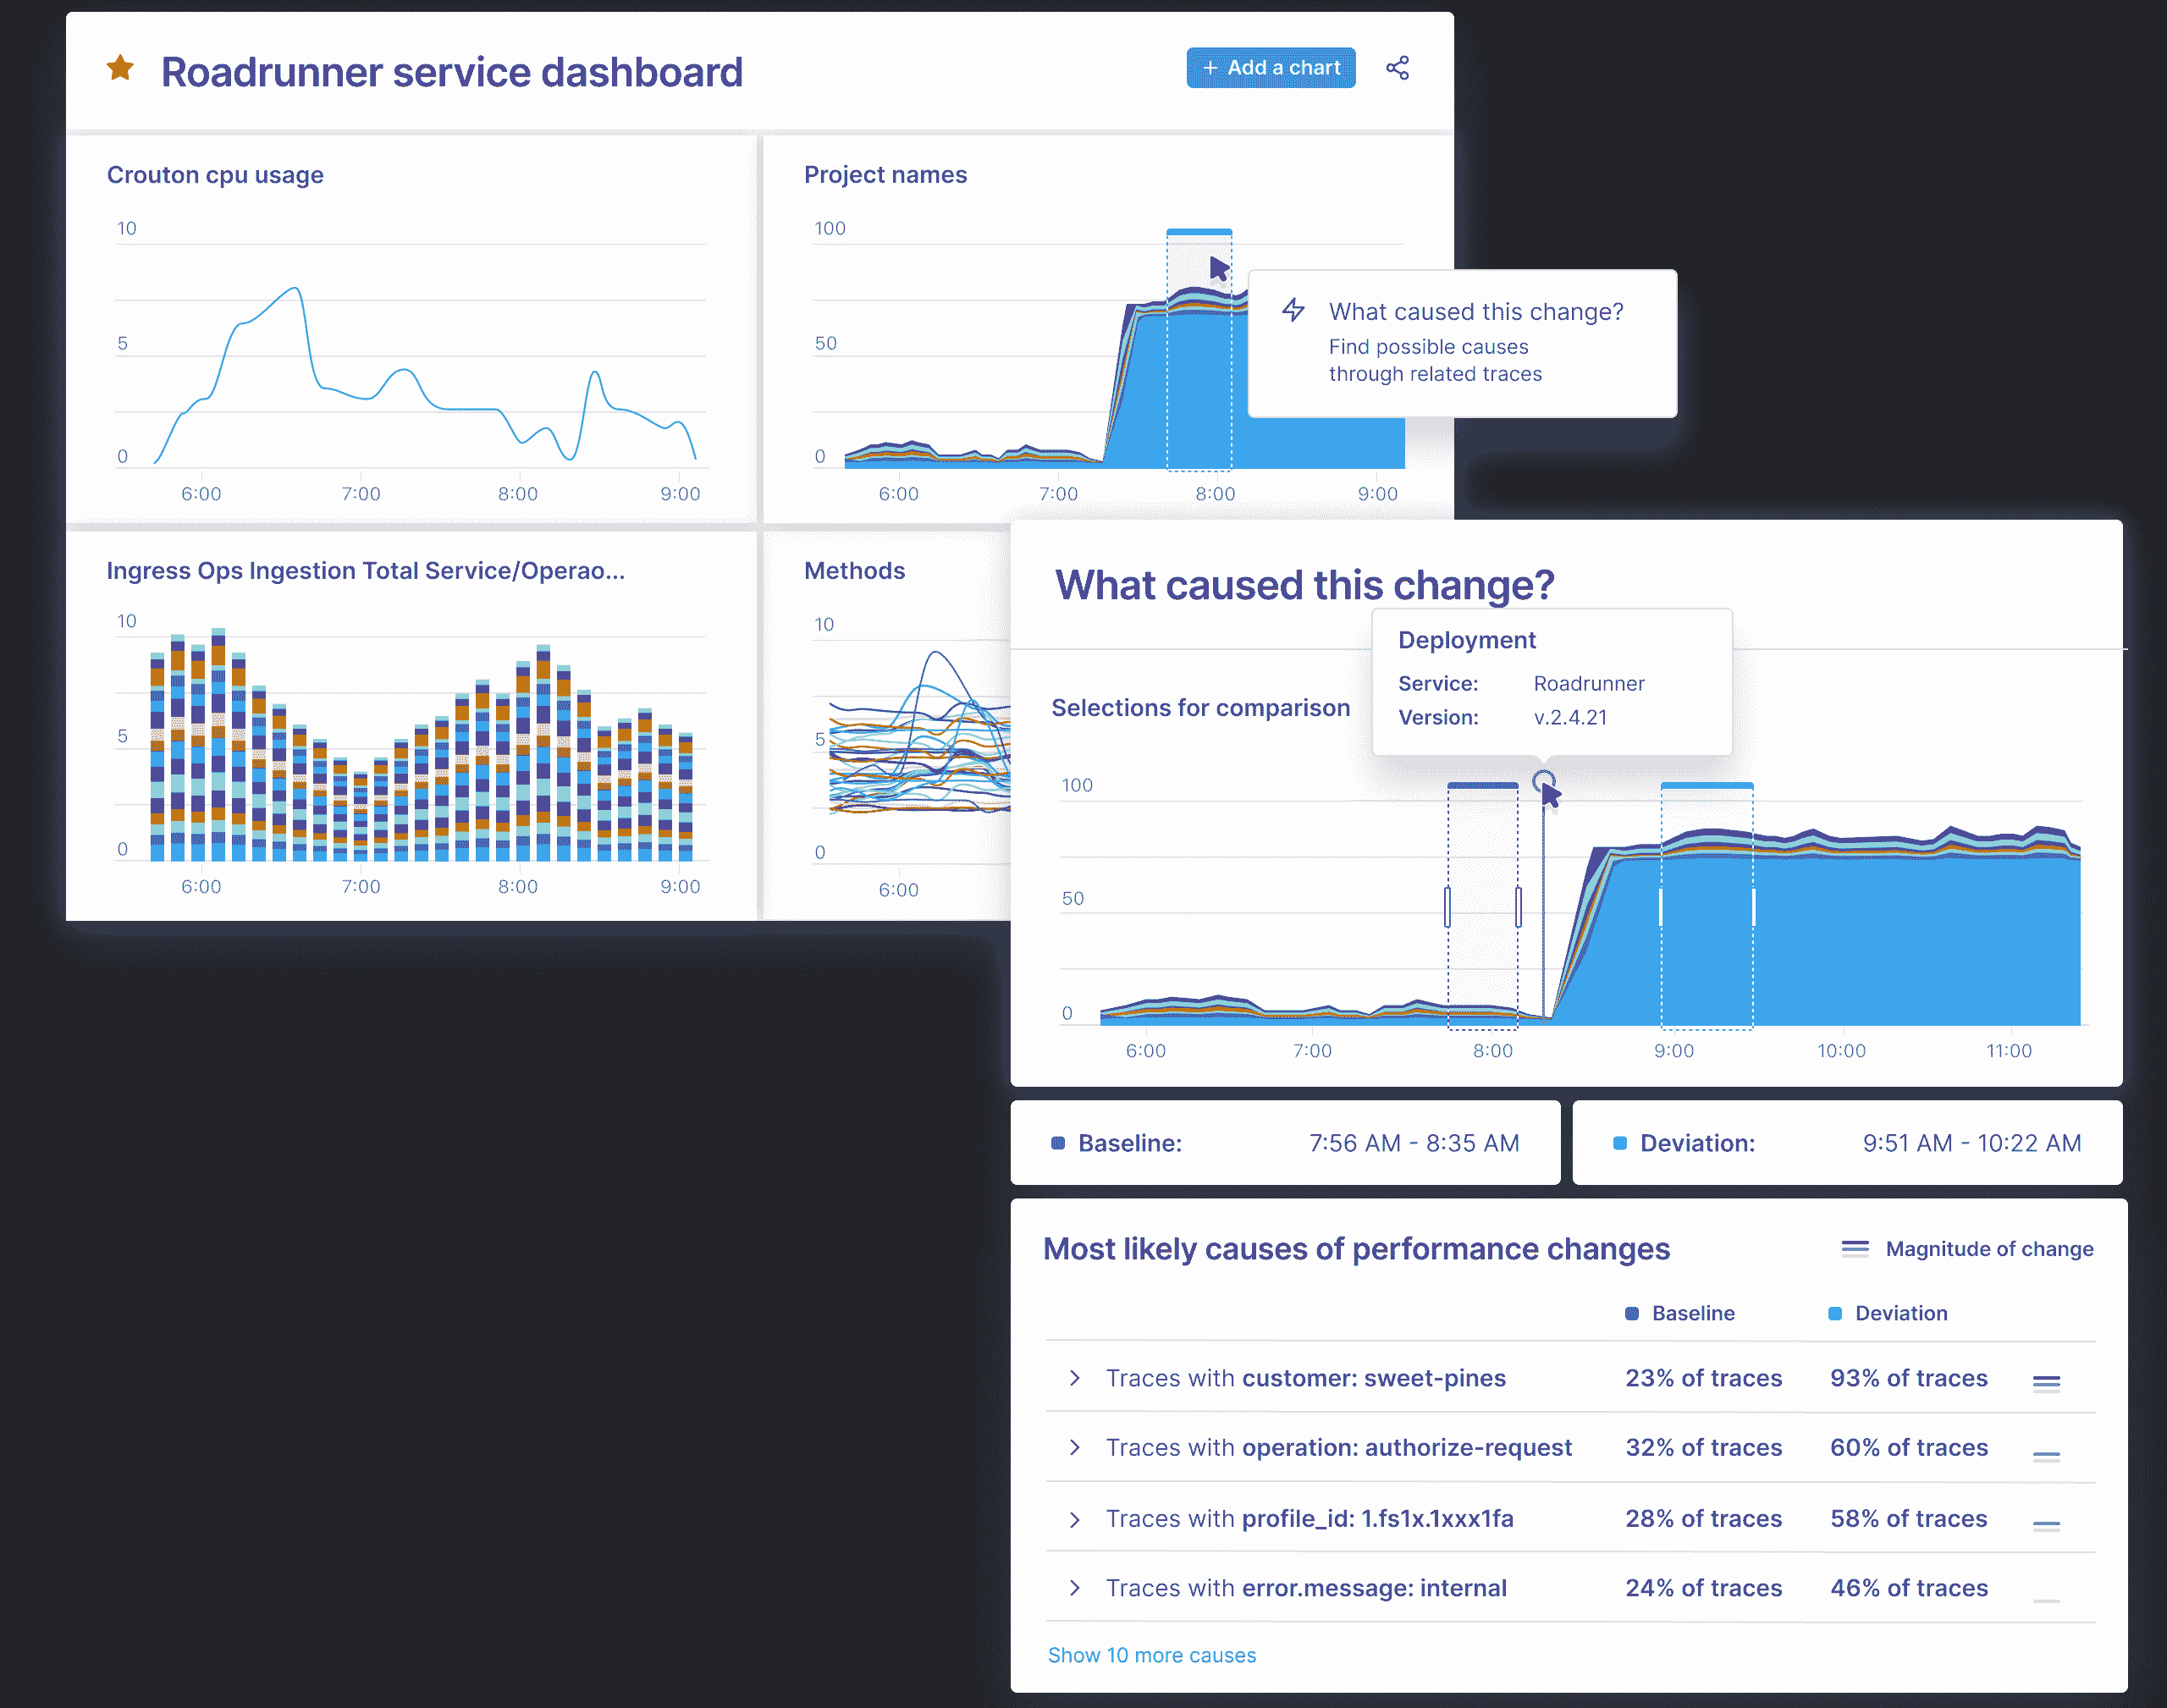 Roadrunner service dashboard
+ Add a chart
Crouton cpu usage
10
5
0
6:00 7:00 8:00 9:00
Project names
100
50
0
6:00 7:00 8:00 9:00
What caused this change?
Find possible causes
through related traces
Ingress Ops Ingestion Total Service/Operao...
10
5
0
6:00 7:00 8:00 9:00
Methods
10
5
0
6:00
What caused this change?
Deployment
Service: Roadrunner
Version: v.2.4.21
Selections for comparison
100
50
0
6:00 7:00 8:00 9:00 10:00 11:00
Baseline: 7:56 AM - 8:35 AM
Deviation: 9:51 AM - 10:22 AM
Most likely causes of performance changes
Magnitude of change
Baseline Deviation
Traces with customer: sweet-pines 23% of traces 93% of traces
Traces with operation: authorize-request 32% of traces 60% of traces
Traces with profile_id: 1.fs1x.1xxx1fa 28% of traces 58% of traces
Traces with error.message: internal 24% of traces 46% of traces
Show 10 more causes